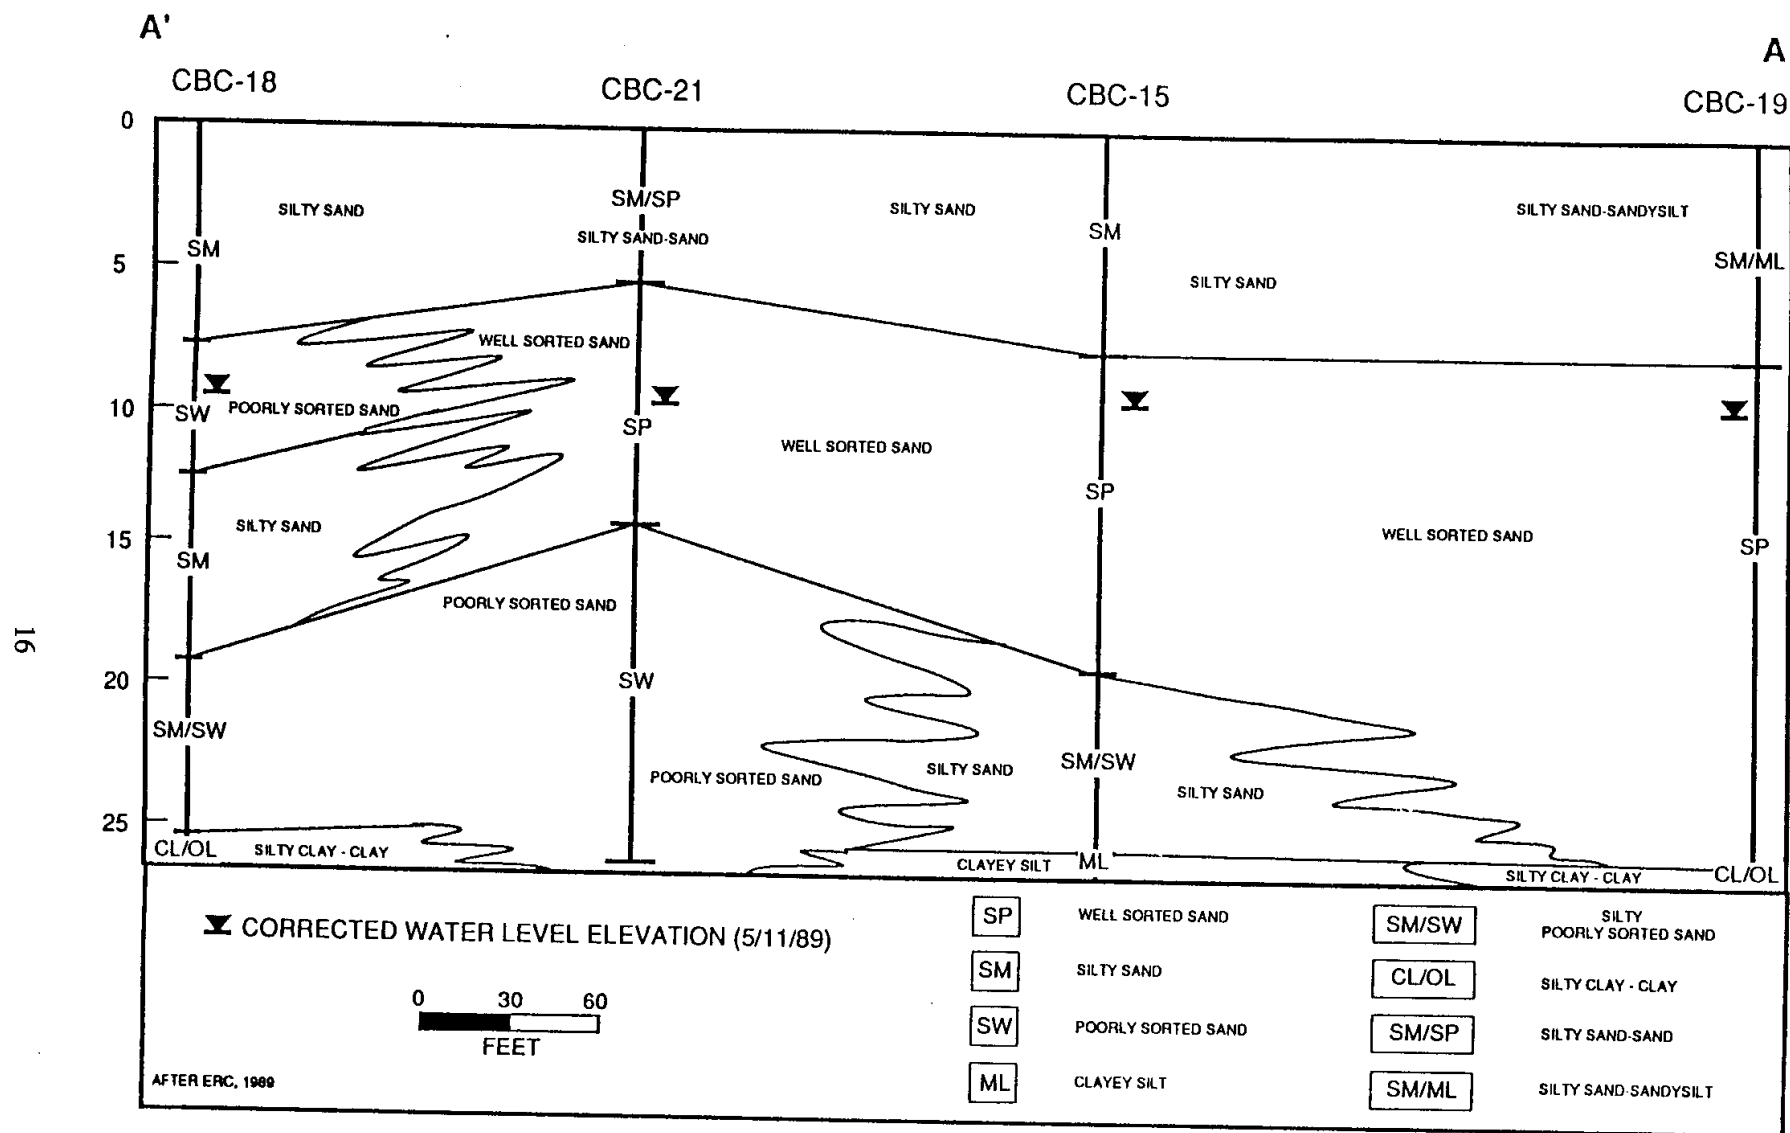 A'
A
CBC-18
CBC-21
CBC-15
CBC-19
0
5
10
15
20
25
SILTY SAND
SM/SP
SILTY SAND-SAND
SILTY SAND
SM
SILTY SAND-SANDYSILT
SM
SM/ML
SILTY SAND
WELL SORTED SAND
SW
POORLY SORTED SAND
SP
WELL SORTED SAND
SP
SILTY SAND
WELL SORTED SAND
SP
SM
POORLY SORTED SAND
SW
SM/SW
POORLY SORTED SAND
SILTY SAND
SM/SW
SILTY SAND
CL/OL
SILTY CLAY - CLAY
CLAYEY SILT
ML
SILTY CLAY - CLAY
CL/OL
CORRECTED WATER LEVEL ELEVATION (5/11/89)
0 30 60
FEET
AFTER ERC, 1989
SP WELL SORTED SAND
SM SILTY SAND
SW POORLY SORTED SAND
ML CLAYEY SILT
SM/SW SILTY
POORLY SORTED SAND
CL/OL SILTY CLAY - CLAY
SM/SP SILTY SAND-SAND
SM/ML SILTY SAND-SANDYSILT
16